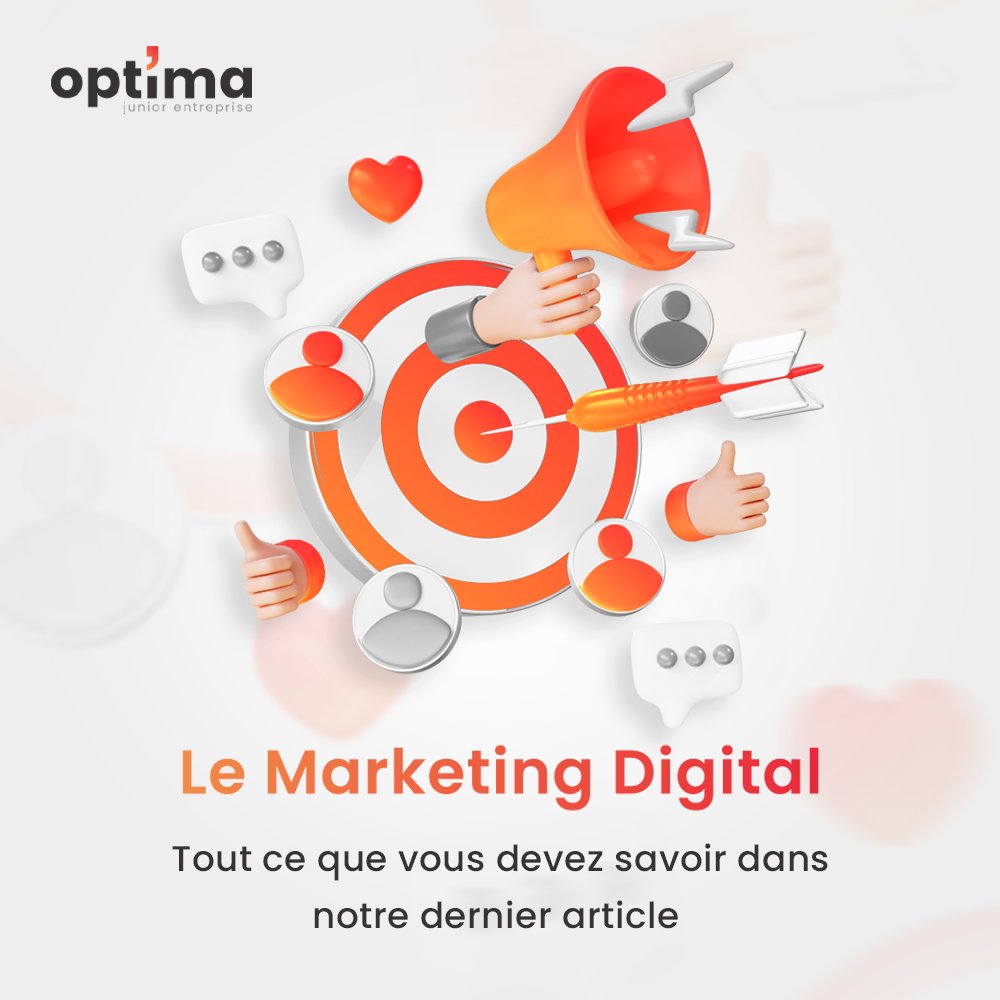 optima
junior entreprise
Le Marketing Digital
Tout ce que vous devez savoir dans
notre dernier article